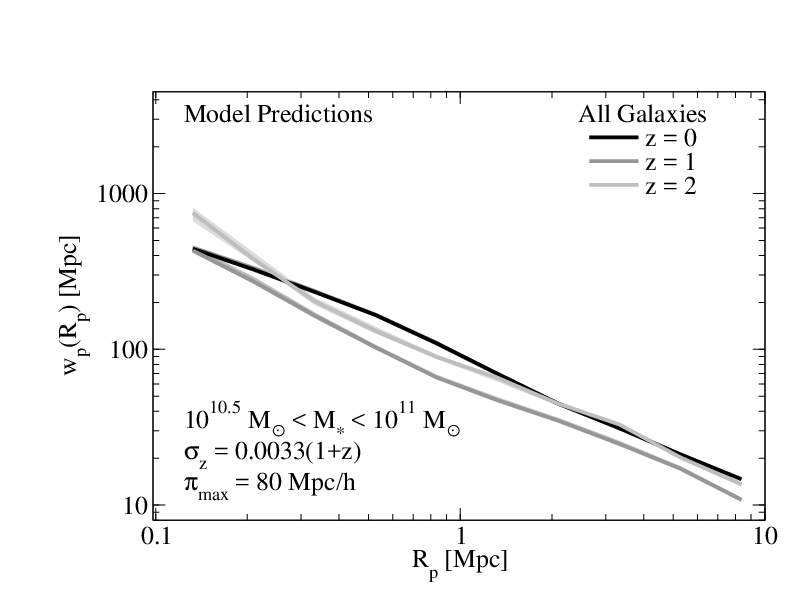 Model Predictions
All Galaxies
z = 0
z = 1
z = 2
1000
100
10
w_p(R_p) [Mpc]
10^10.5 M_⊙ < M_* < 10^11 M_⊙
σ_z = 0.0033(1+z)
π_max = 80 Mpc/h
0.1 1 10
R_p [Mpc]